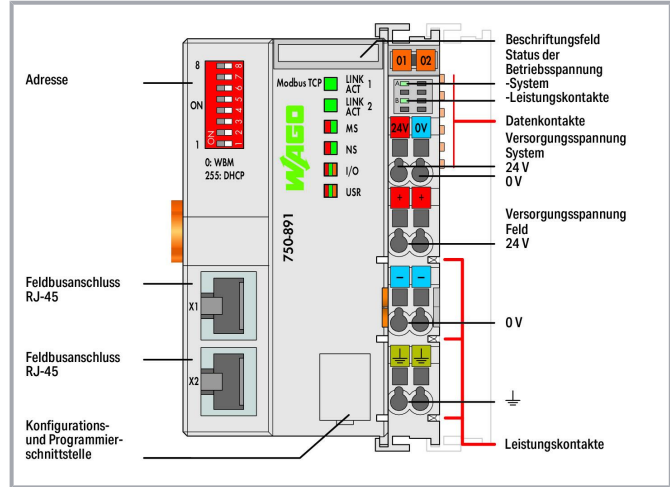 Adresse
Feldbusanschluss
RJ-45
Feldbusanschluss
RJ-45
Konfigurations-
und Programmier-
schnittstelle
8
ON
1
8
7
6
5
4
3
2
1
ON
0: WBM
255: DHCP
X1
X2
Modbus TCP
LINK
ACT 1
LINK
ACT 2
MS
NS
I/O
USR
WAGO
750-891
01 02
A
B
24V 0V
+ +
− −
Beschriftungsfeld
Status der
Betriebsspannung
-System
-Leistungskontakte
Datenkontakte
Versorgungsspannung
System
24 V
0 V
Versorgungsspannung
Feld
24 V
0 V
Leistungskontakte